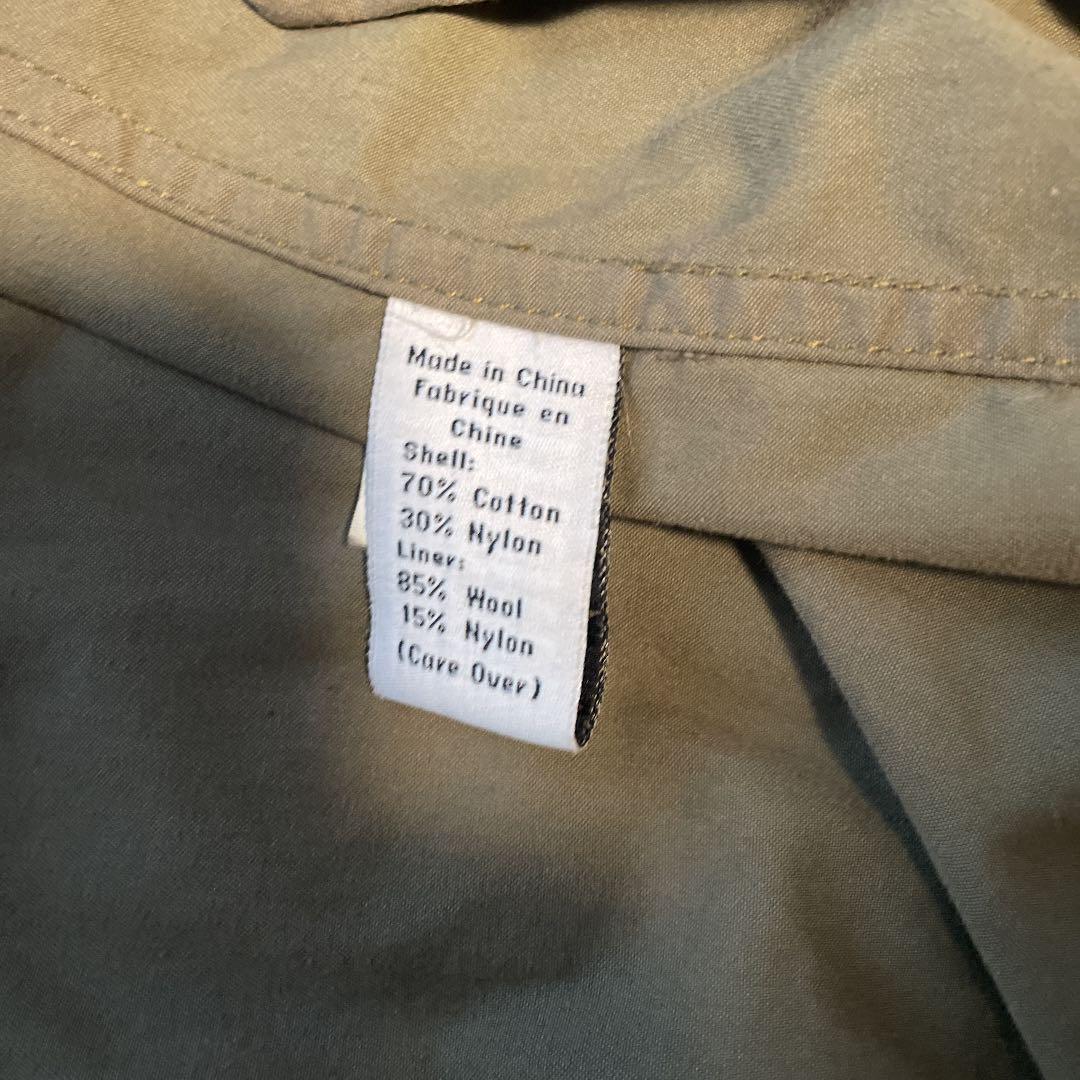 Made in China
Fabrique en
Chine
Shell:
70% Cotton
30% Nylon
Liner:
85% Wool
15% Nylon
(Care Over)